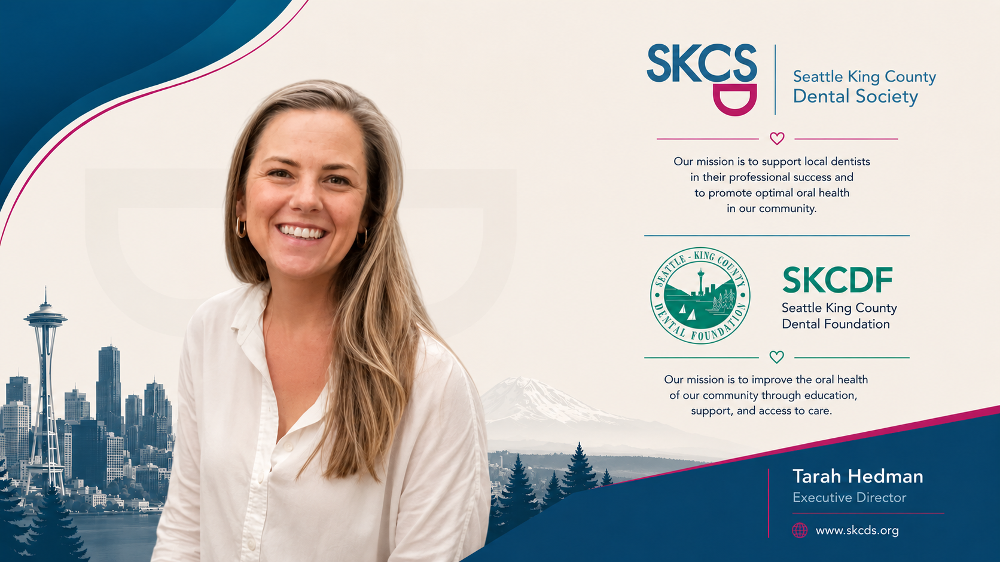 SKCS
D
Seattle King County
Dental Society
Our mission is to support local dentists
in their professional success and
to promote optimal oral health
in our community.
SEATTLE - KING COUNTY
• DENTAL FOUNDATION •
SKCDF
Seattle King County
Dental Foundation
Our mission is to improve the oral health
of our community through education,
support, and access to care.
Tarah Hedman
Executive Director
www.skcds.org